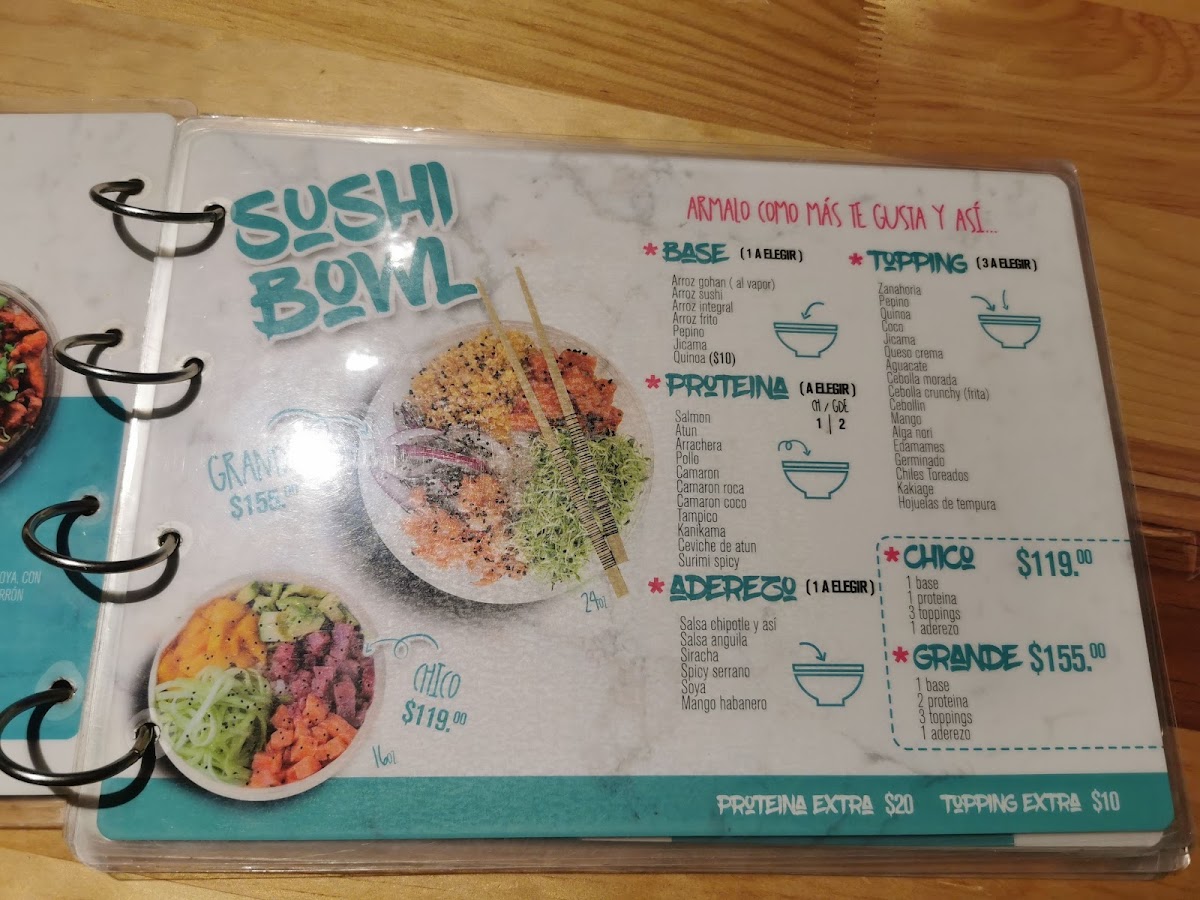 OYA, CON
RRÓN
SUSHI
BOWL
GRANDE
$155.00
24oz
CHICO
$119.00
16oz
ARMALO COMO MÁS TE GUSTA Y ASÍ...
* BASE (1 A ELEGIR)
Arroz gohan ( al vapor)
Arroz sushi
Arroz integral
Arroz frito
Pepino
Jicama
Quinoa ($10)
* PROTEINA (A ELEGIR)
CH / GDE
1 | 2
Salmon
Atun
Arrachera
Pollo
Camaron
Camaron roca
Camaron coco
Tampico
Kanikama
Ceviche de atun
Surimi spicy
* ADEREZO (1 A ELEGIR)
Salsa chipotle y así
Salsa anguila
Siracha
Spicy serrano
Soya
Mango habanero
* TOPPING (3 A ELEGIR)
Zanahoria
Pepino
Quinoa
Coco
Jicama
Queso crema
Aguacate
Cebolla morada
Cebolla crunchy (frita)
Cebollin
Mango
Alga nori
Edamames
Germinado
Chiles Toreados
Kakiage
Hojuelas de tempura
* CHICO $119.00
1 base
1 proteina
3 toppings
1 aderezo
* GRANDE $155.00
1 base
2 proteina
3 toppings
1 aderezo
PROTEINA EXTRA $20 TOPPING EXTRA $10